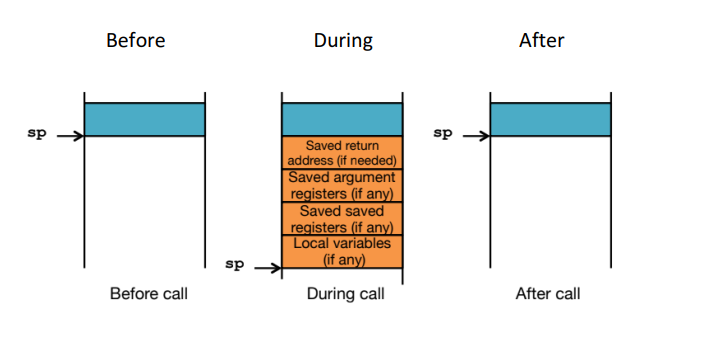 Before
During
After
sp
sp
Saved return
address (if needed)
Saved argument
registers (if any)
Saved saved
registers (if any)
Local variables
(if any)
sp
Before call
During call
After call